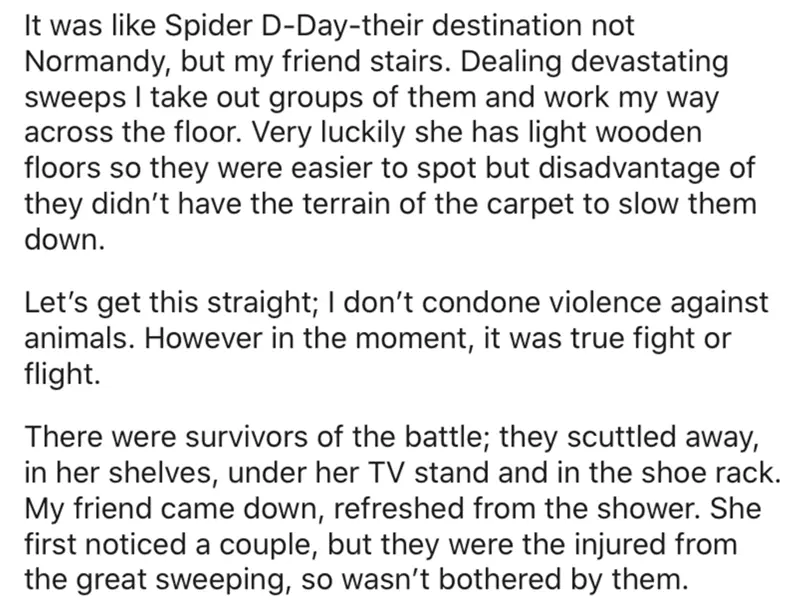 It was like Spider D-Day-their destination not
Normandy, but my friend stairs. Dealing devastating
sweeps I take out groups of them and work my way
across the floor. Very luckily she has light wooden
floors so they were easier to spot but disadvantage of
they didn’t have the terrain of the carpet to slow them
down.
Let’s get this straight; I don’t condone violence against
animals. However in the moment, it was true fight or
flight.
There were survivors of the battle; they scuttled away,
in her shelves, under her TV stand and in the shoe rack.
My friend came down, refreshed from the shower. She
first noticed a couple, but they were the injured from
the great sweeping, so wasn’t bothered by them.